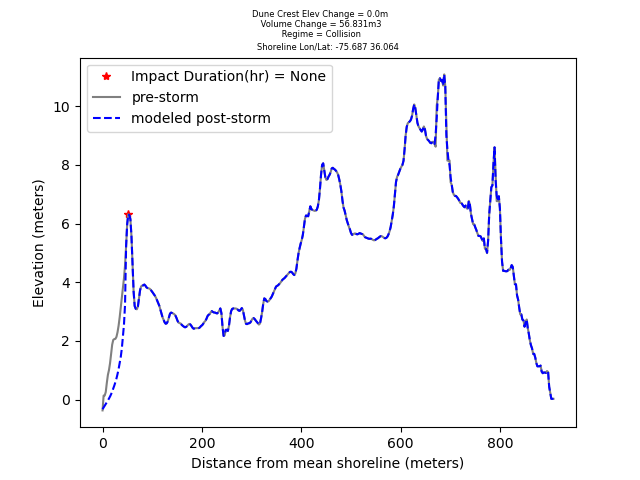 Dune Crest Elev Change = 0.0m
Volume Change = 56.831m3
Regime = Collision
Shoreline Lon/Lat: -75.687 36.064
Impact Duration(hr) = None
pre-storm
modeled post-storm
Elevation (meters)
10
8
6
4
2
0
0 200 400 600 800
Distance from mean shoreline (meters)